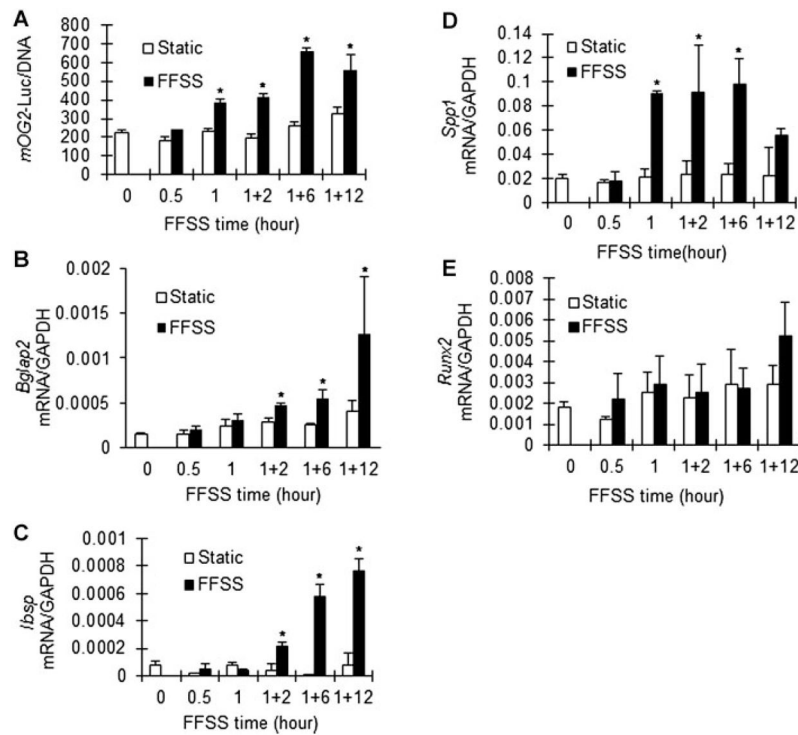 A
mOG2-Luc/DNA
800
700
600
500
400
300
200
100
0
Static
FFSS
*
*
*
*
0 0.5 1 1+2 1+6 1+12
FFSS time (hour)
B
Bglap2
mRNA/GAPDH
0.002
0.0015
0.001
0.0005
0
Static
FFSS
*
*
*
0 0.5 1 1+2 1+6 1+12
FFSS time (hour)
C
Ibsp
mRNA/GAPDH
0.001
0.0008
0.0006
0.0004
0.0002
0
Static
FFSS
*
*
*
0 0.5 1 1+2 1+6 1+12
FFSS time (hour)
D
Spp1
mRNA/GAPDH
0.14
0.12
0.1
0.08
0.06
0.04
0.02
0
Static
FFSS
*
*
*
0 0.5 1 1+2 1+6 1+12
FFSS time(hour)
E
Runx2
mRNA/GAPDH
0.008
0.007
0.006
0.005
0.004
0.003
0.002
0.001
0
Static
FFSS
0 0.5 1 1+2 1+6 1+12
FFSS time (hour)